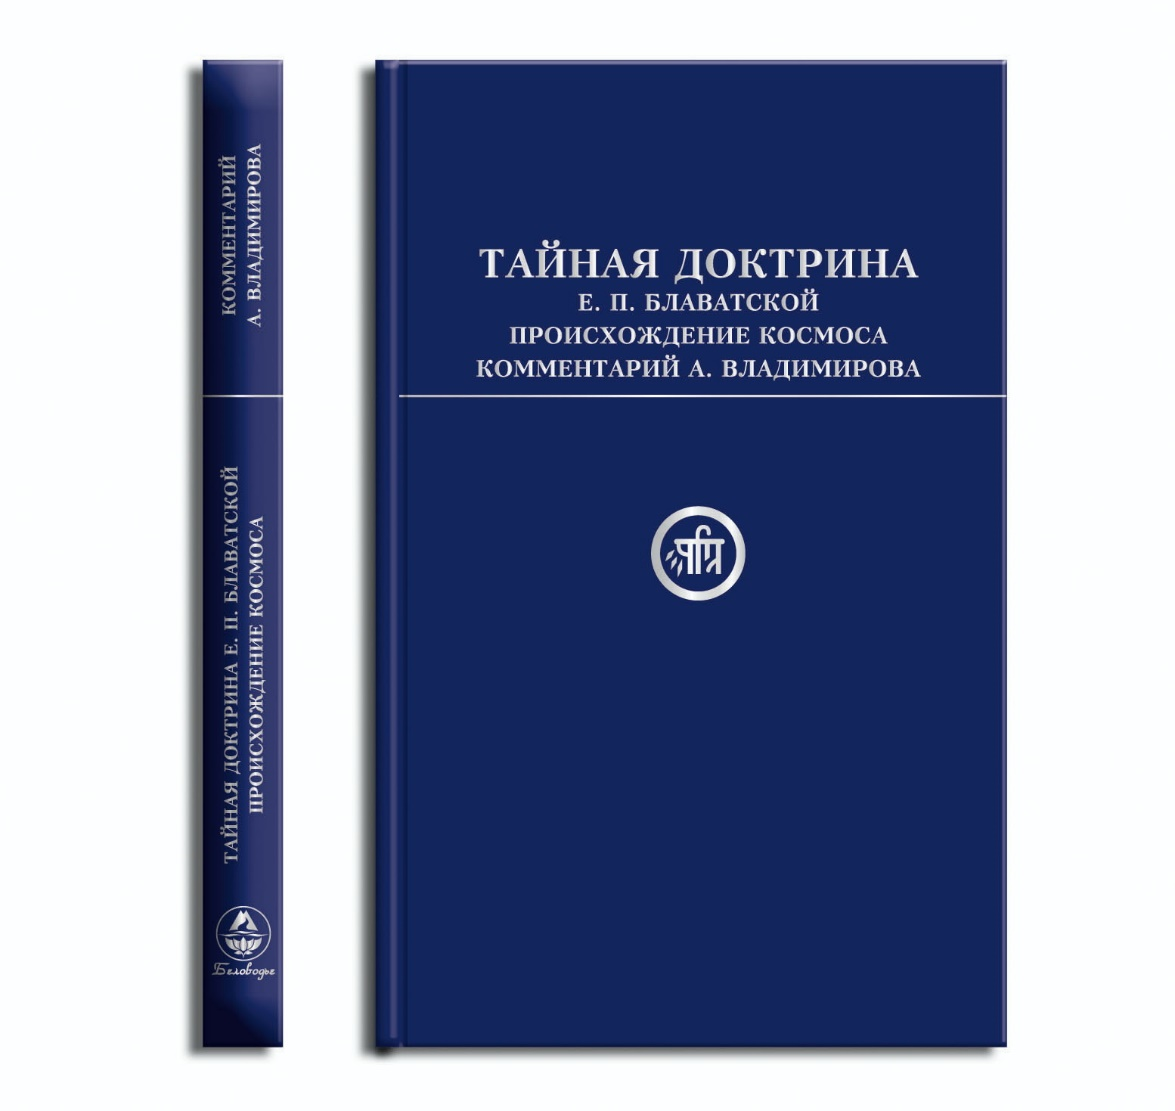 КОММЕНТАРИЙ
А. ВЛАДИМИРОВА
ТАЙНАЯ ДОКТРИНА Е. П. БЛАВАТСКОЙ
ПРОИСХОЖДЕНИЕ КОСМОСА
Беловодье
ТАЙНАЯ ДОКТРИНА
Е. П. БЛАВАТСКОЙ
ПРОИСХОЖДЕНИЕ КОСМОСА
КОММЕНТАРИЙ А. ВЛАДИМИРОВА